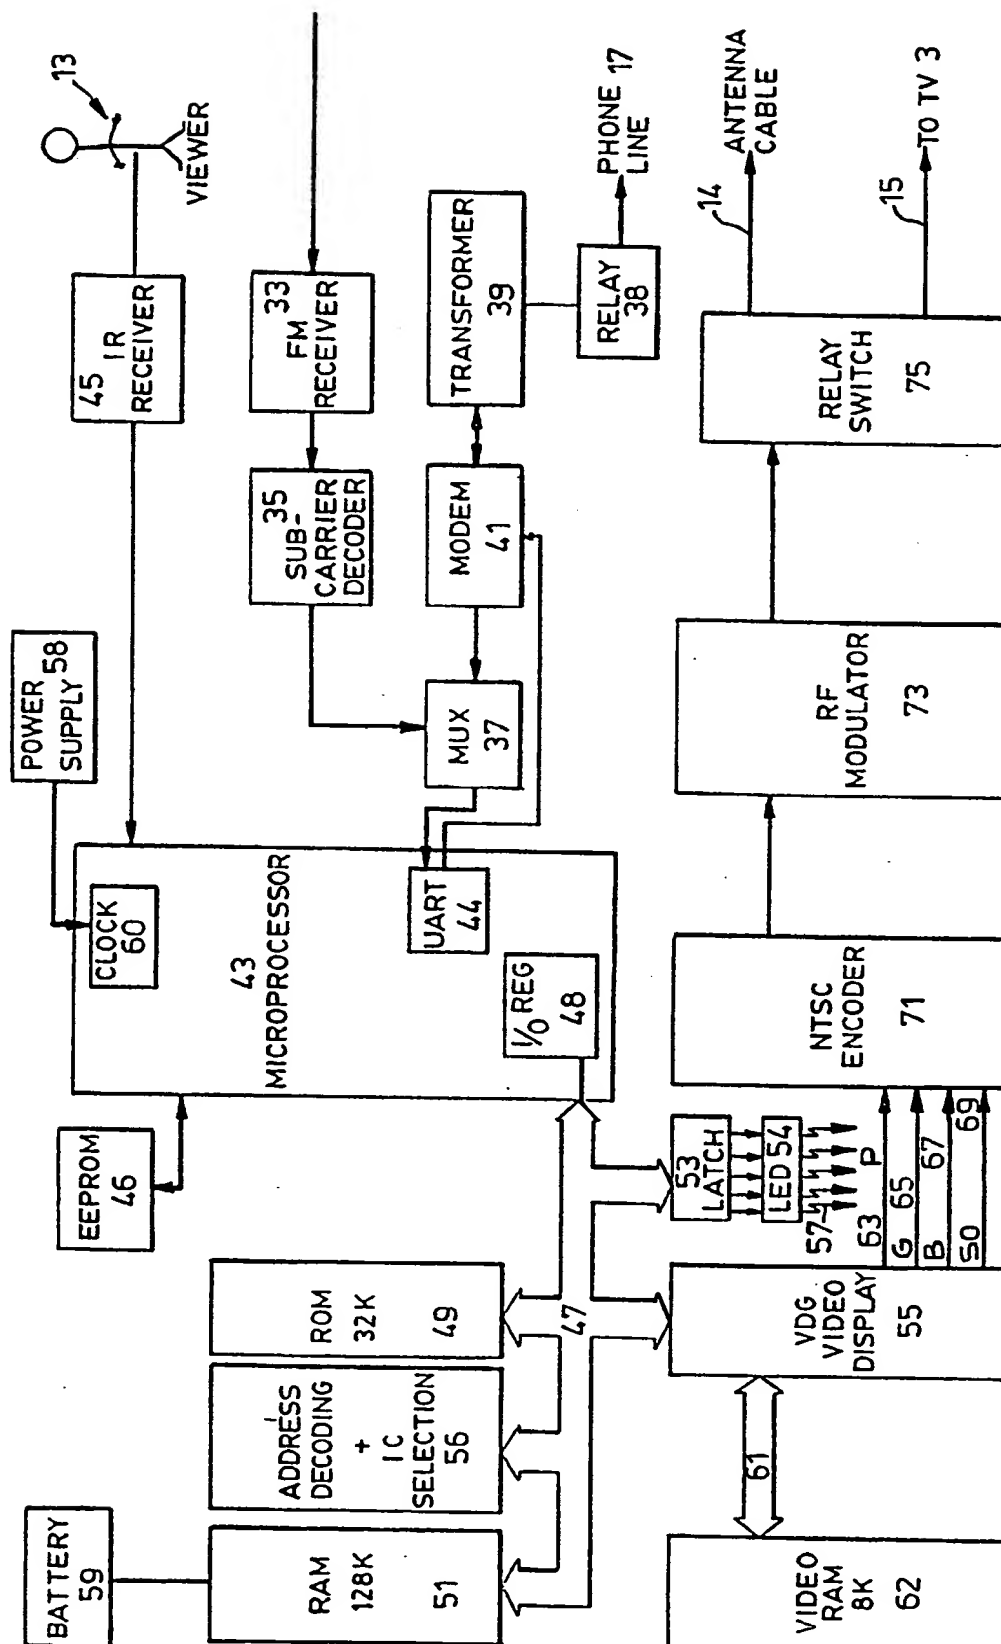 BATTERY
59
RAM
128K
51
ADDRESS
DECODING
+
IC
SELECTION
56
ROM
32K
49
EEPROM
46
47
POWER
SUPPLY 58
CLOCK
60
43
MICROPROCESSOR
UART
44
I/O REG
48
45 IR
RECEIVER
13
VIEWER
33
FM
RECEIVER
35
SUB-
CARRIER
DECODER
MUX
37
MODEM
41
TRANSFORMER
39
RELAY
38
PHONE 17
LINE
53
LATCH
LED 54
57
VIDEO
RAM
8K
62
61
VDG
VIDEO
DISPLAY
55
63 P
G 65
B 67
SO 69
NTSC
ENCODER
71
RF
MODULATOR
73
RELAY
SWITCH
75
14
ANTENNA
CABLE
15
TO TV 3